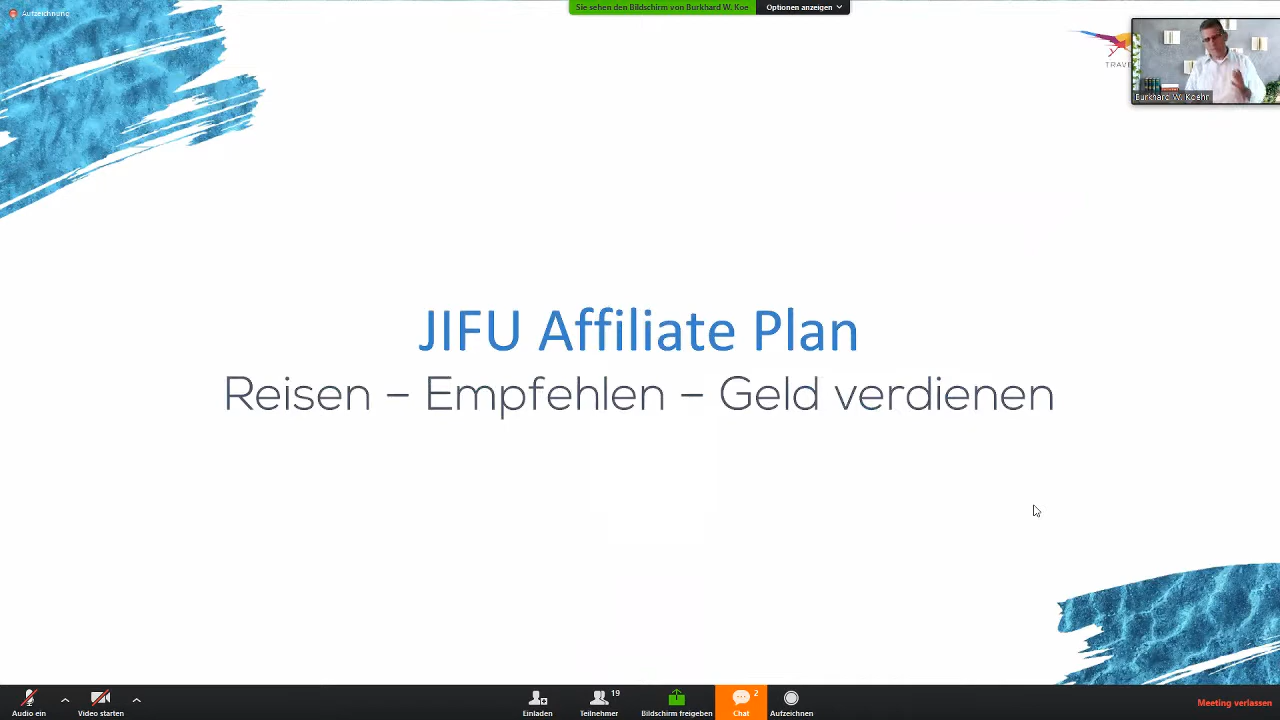 Aufzeichnung
Sie sehen den Bildschirm von Burkhard W. Koe
Optionen anzeigen
Burkhard W. Koehr
JIFU Affiliate Plan
Reisen – Empfehlen – Geld verdienen
Audio ein
Video starten
Einladen
19
Teilnehmer
Bildschirm freigeben
2
Chat
Aufzeichnen
Meeting verlassen